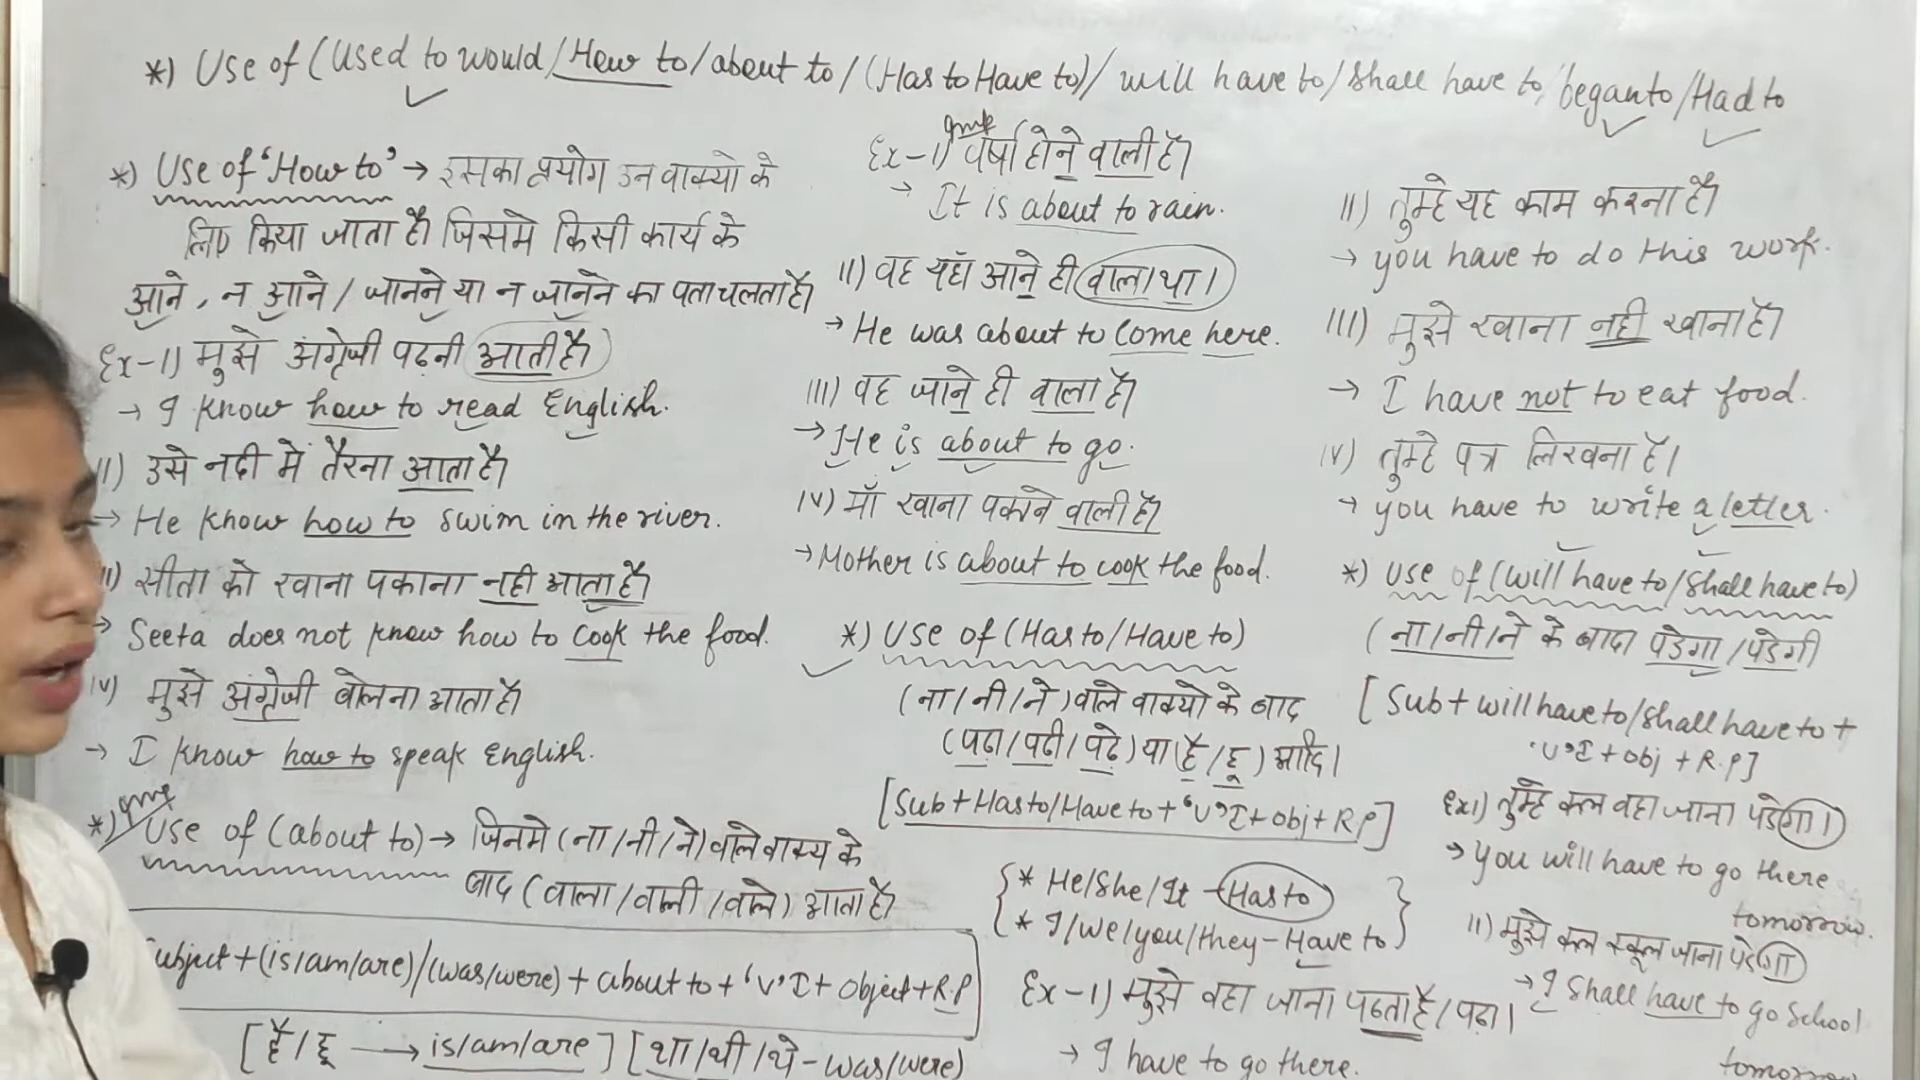 *) Use of (Used to would/How to/about to/(Has to Have to)/will have to/shall have to/began to/Had to
*) Use of 'How to' → इसका प्रयोग उन वाक्यो के
लिए किया जाता है। जिसमे किसी कार्य के
आने, न आने / जानने या न जानने का पता चलता है।
Ex-1) मुझे अंग्रेजी पढ़नी आती है।
→ I know how to read English.
II) उसे नदी में तैरना आता है।
→ He know how to swim in the river.
II) सीता को खाना पकाना नही आता है।
→ Seeta does not know how to cook the food.
IV) मुझे अंग्रेजी बोलना आता है।
→ I know how to speak English.
Imp
*) Use of (about to) → जिनमे (ना/नी/ने) वाले वाक्य के
बाद (वाला/वाली/वाले) आता है।
ubject + (is/am/are)/(was/were) + about to + 'V' I + Object + R.P
[है/हू → is/am/are] [था/थी/थे - was/were)
Imp
Ex-1) वर्षा होने वाली है।
→ It is about to rain.
II) वह यहाँ आने ही वाला था।
→ He was about to come here.
III) वह जाने ही वाला है।
→ He is about to go.
IV) माँ खाना पकाने वाली है।
→ Mother is about to cook the food.
*) Use of (Has to/Have to)
(ना/नी/ने) वाले वाक्यो के बाद
(पढ़ा/पढ़ी/पढ़े) या (है/हू) आदि।
[Sub + Has to/Have to + 'V' I + Obj + R.P]
{* He/She/It - Has to
* I/we/you/they - Have to}
Ex-1) मुझे वहा जाना पढता है/पढ़ा।
→ I have to go there.
II) तुम्हे यह काम करना है।
→ you have to do this work.
III) मुझे खाना नही खाना है।
→ I have not to eat food.
IV) तुम्हे पत्र लिखना है।
→ you have to write a letter.
*) Use of (will have to/shall have to)
(ना/नी/ने के बाद पडेगा/पडेगी
[Sub + will have to/shall have to +
'V' I + Obj + R.P]
Ex1) तुम्हे कल वहा जाना पडेगा।
→ you will have to go there
tomorrow.
II) मुझे कल स्कूल जाना पडेगा
→ I shall have to go School
tomorrow